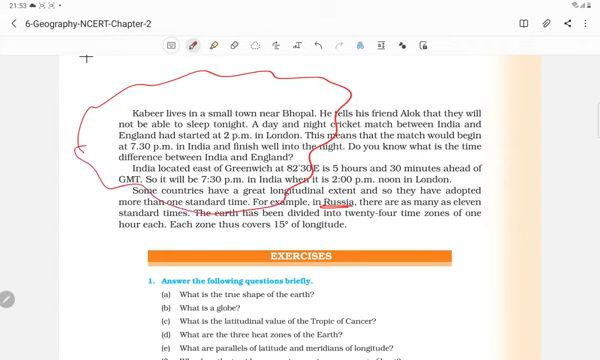 21:53
91%
6-Geography-NCERT-Chapter-2
Kabeer lives in a small town near Bhopal. He tells his friend Alok that they will
not be able to sleep tonight. A day and night cricket match between India and
England had started at 2 p.m. in London. This means that the match would begin
at 7.30 p.m. in India and finish well into the night. Do you know what is the time
difference between India and England?
India located east of Greenwich at 82°30'E is 5 hours and 30 minutes ahead of
GMT. So it will be 7:30 p.m. in India when it is 2:00 p.m. noon in London.
Some countries have a great longitudinal extent and so they have adopted
more than one standard time. For example, in Russia, there are as many as eleven
standard times. The earth has been divided into twenty-four time zones of one
hour each. Each zone thus covers 15° of longitude.
EXERCISES
1. Answer the following questions briefly.
(a) What is the true shape of the earth?
(b) What is a globe?
(c) What is the latitudinal value of the Tropic of Cancer?
(d) What are the three heat zones of the Earth?
(e) What are parallels of latitude and meridians of longitude?